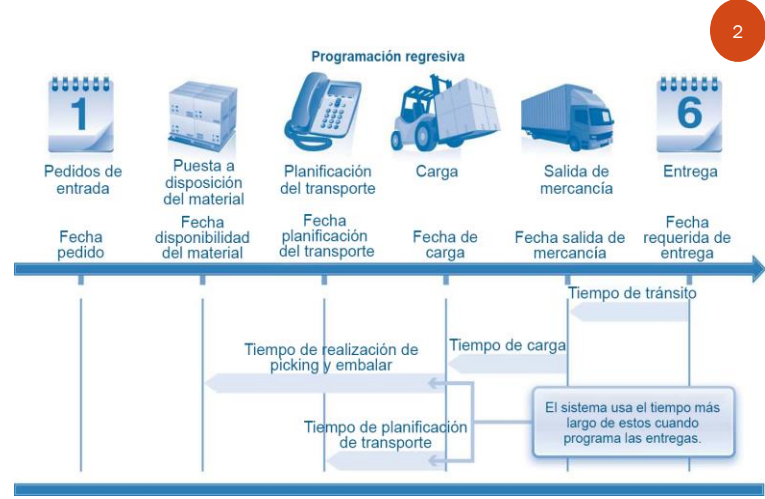 2
Programación regresiva
1
6
Pedidos de
entrada
Puesta a
disposición
del material
Planificación
del transporte
Carga
Salida de
mercancía
Entrega
Fecha
pedido
Fecha
disponibilidad
del material
Fecha
planificación
del transporte
Fecha de
carga
Fecha salida de
mercancía
Fecha
requerida de
entrega
Tiempo de tránsito
Tiempo de carga
Tiempo de realización de
picking y embalar
Tiempo de planificación
de transporte
El sistema usa el tiempo más
largo de estos cuando
programa las entregas.